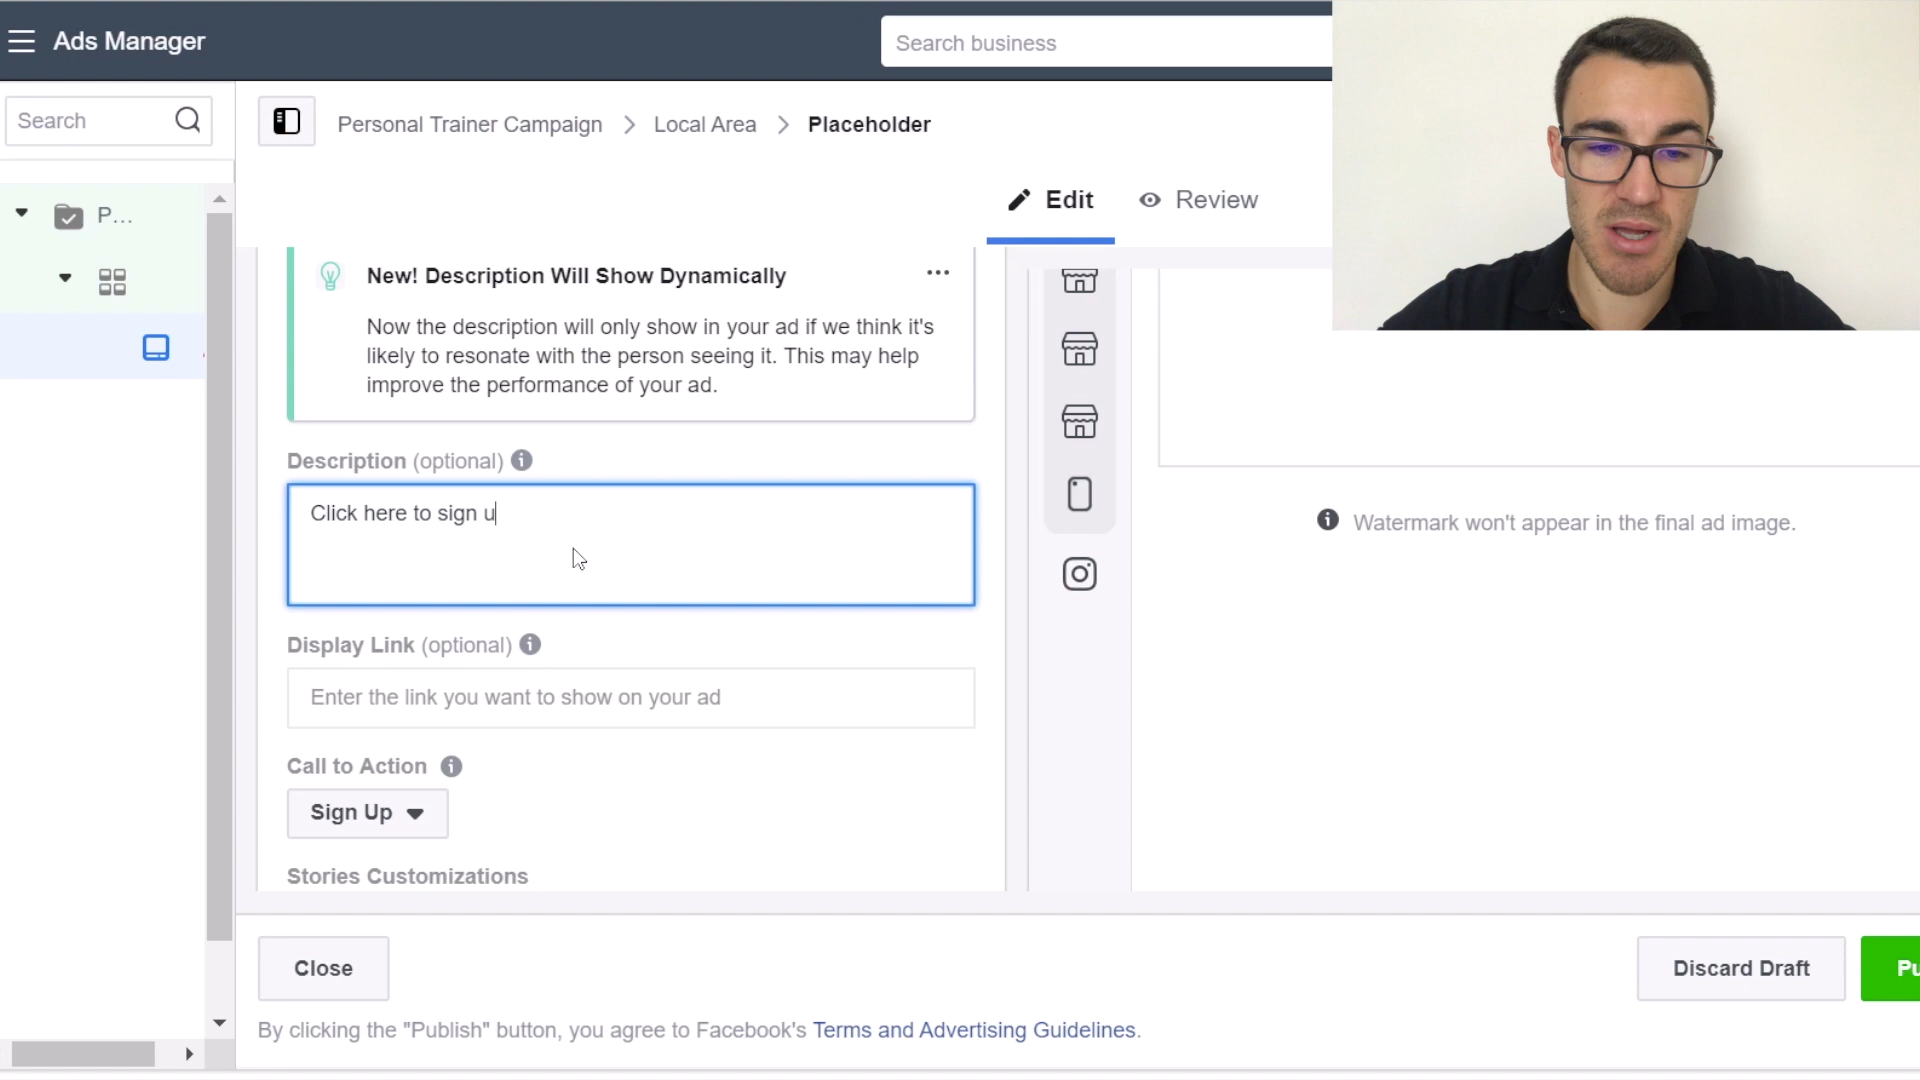 Ads Manager
Search business
Search
Personal Trainer Campaign > Local Area > Placeholder
P...
Edit
Review
New! Description Will Show Dynamically
Now the description will only show in your ad if we think it's
likely to resonate with the person seeing it. This may help
improve the performance of your ad.
Description (optional)
Click here to sign u
Watermark won't appear in the final ad image.
Display Link (optional)
Enter the link you want to show on your ad
Call to Action
Sign Up
Stories Customizations
Close
Discard Draft
Pu
By clicking the "Publish" button, you agree to Facebook's Terms and Advertising Guidelines.